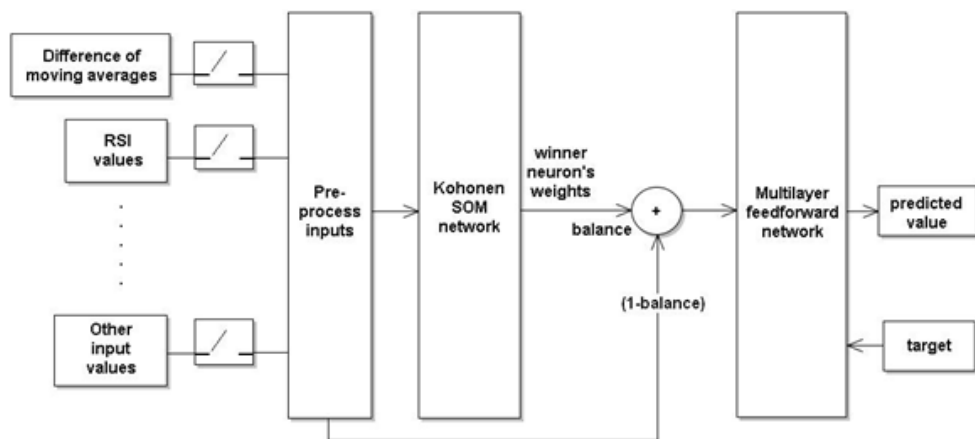 Difference of
moving averages
RSI
values
Other
input
values
Pre-
process
inputs
Kohonen
SOM
network
winner
neuron's
weights
balance
+
(1-balance)
Multilayer
feedforward
network
predicted
value
target